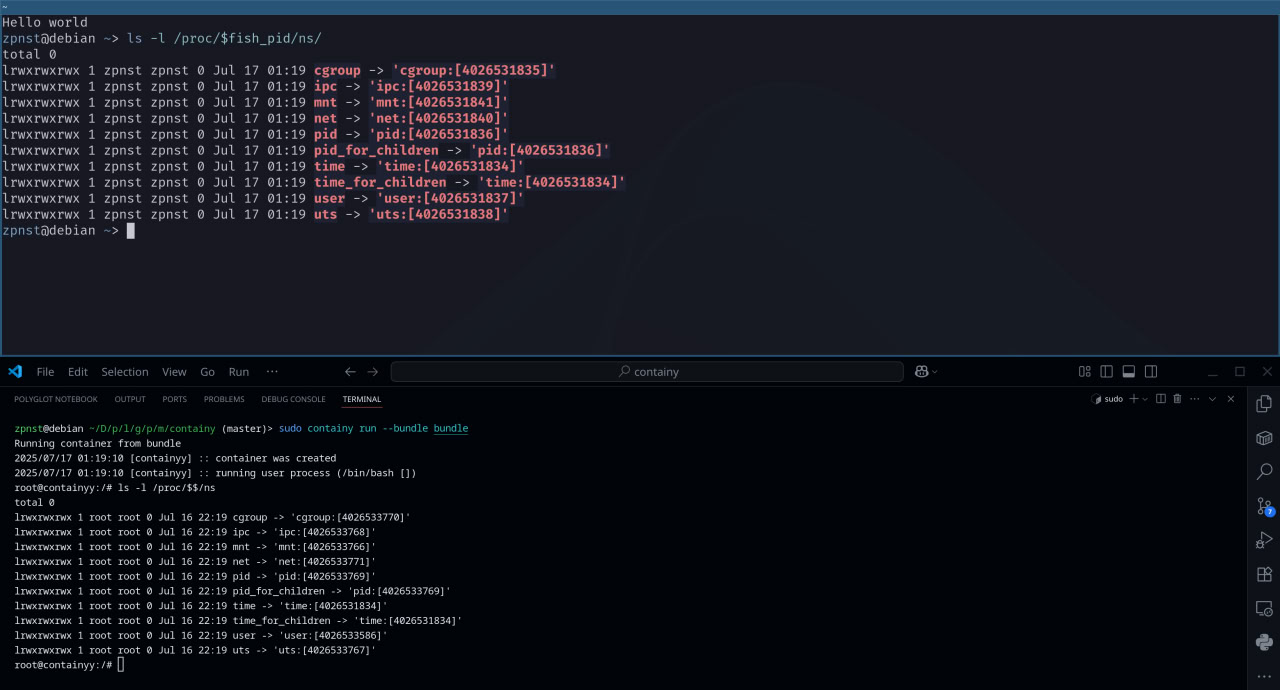 ~
Hello world
zpnst@debian ~> ls -l /proc/$fish_pid/ns/
total 0
lrwxrwxrwx 1 zpnst zpnst 0 Jul 17 01:19 cgroup -> 'cgroup:[4026531835]'
lrwxrwxrwx 1 zpnst zpnst 0 Jul 17 01:19 ipc -> 'ipc:[4026531839]'
lrwxrwxrwx 1 zpnst zpnst 0 Jul 17 01:19 mnt -> 'mnt:[4026531841]'
lrwxrwxrwx 1 zpnst zpnst 0 Jul 17 01:19 net -> 'net:[4026531840]'
lrwxrwxrwx 1 zpnst zpnst 0 Jul 17 01:19 pid -> 'pid:[4026531836]'
lrwxrwxrwx 1 zpnst zpnst 0 Jul 17 01:19 pid_for_children -> 'pid:[4026531836]'
lrwxrwxrwx 1 zpnst zpnst 0 Jul 17 01:19 time -> 'time:[4026531834]'
lrwxrwxrwx 1 zpnst zpnst 0 Jul 17 01:19 time_for_children -> 'time:[4026531834]'
lrwxrwxrwx 1 zpnst zpnst 0 Jul 17 01:19 user -> 'user:[4026531837]'
lrwxrwxrwx 1 zpnst zpnst 0 Jul 17 01:19 uts -> 'uts:[4026531838]'
zpnst@debian ~>
File Edit Selection View Go Run ··· containy
POLYGLOT NOTEBOOK OUTPUT PORTS PROBLEMS DEBUG CONSOLE TERMINAL sudo
zpnst@debian ~/D/p/l/g/p/m/containy (master)> sudo containy run --bundle bundle
Running container from bundle
2025/07/17 01:19:10 [containyy] :: container was created
2025/07/17 01:19:10 [containyy] :: running user process (/bin/bash [])
root@containyy:/# ls -l /proc/$$/ns
total 0
lrwxrwxrwx 1 root root 0 Jul 16 22:19 cgroup -> 'cgroup:[4026533770]'
lrwxrwxrwx 1 root root 0 Jul 16 22:19 ipc -> 'ipc:[4026533768]'
lrwxrwxrwx 1 root root 0 Jul 16 22:19 mnt -> 'mnt:[4026533766]'
lrwxrwxrwx 1 root root 0 Jul 16 22:19 net -> 'net:[4026533771]'
lrwxrwxrwx 1 root root 0 Jul 16 22:19 pid -> 'pid:[4026533769]'
lrwxrwxrwx 1 root root 0 Jul 16 22:19 pid_for_children -> 'pid:[4026533769]'
lrwxrwxrwx 1 root root 0 Jul 16 22:19 time -> 'time:[4026531834]'
lrwxrwxrwx 1 root root 0 Jul 16 22:19 time_for_children -> 'time:[4026531834]'
lrwxrwxrwx 1 root root 0 Jul 16 22:19 user -> 'user:[4026533586]'
lrwxrwxrwx 1 root root 0 Jul 16 22:19 uts -> 'uts:[4026533767]'
root@containyy:/#
7